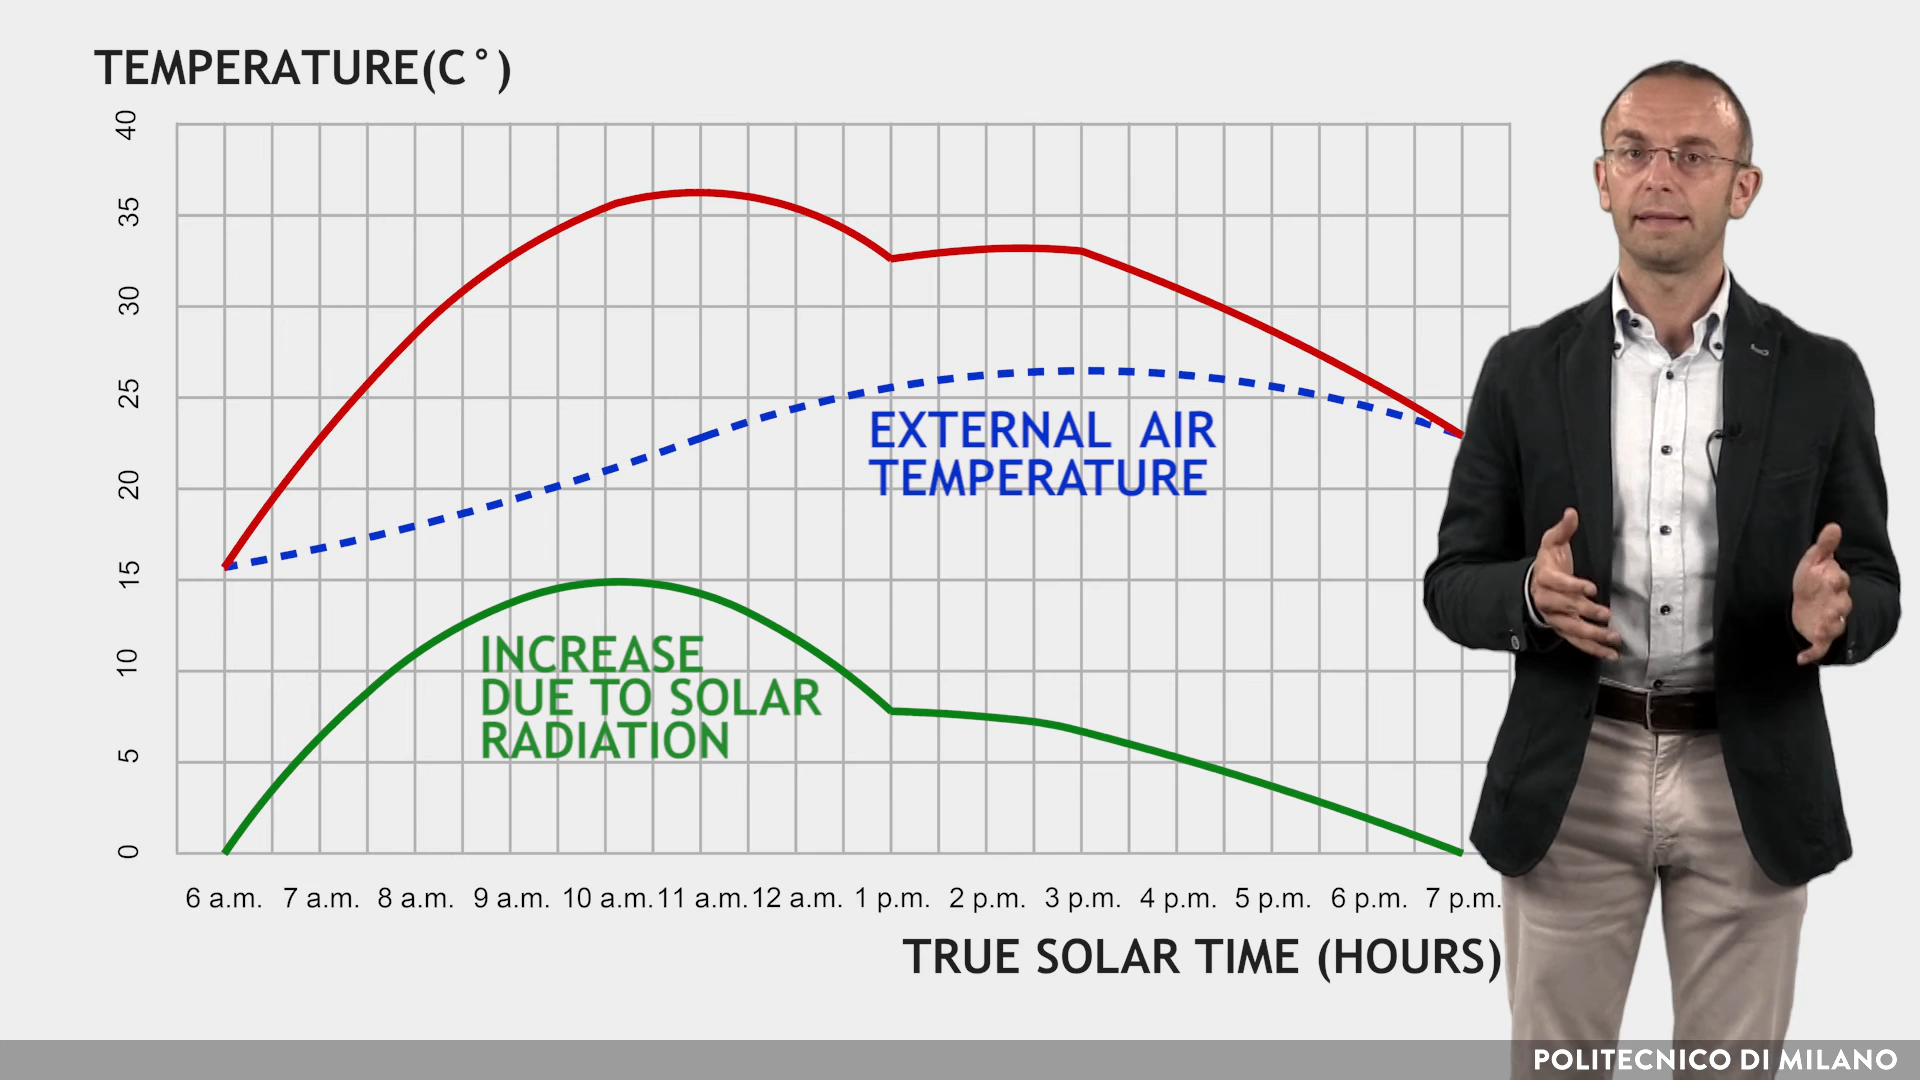 TEMPERATURE(C°)
40
35
30
25
20
15
10
5
0
EXTERNAL AIR
TEMPERATURE
INCREASE
DUE TO SOLAR
RADIATION
6 a.m. 7 a.m. 8 a.m. 9 a.m. 10 a.m. 11 a.m. 12 a.m. 1 p.m. 2 p.m. 3 p.m. 4 p.m. 5 p.m. 6 p.m. 7 p.m.
TRUE SOLAR TIME (HOURS)
POLITECNICO DI MILANO